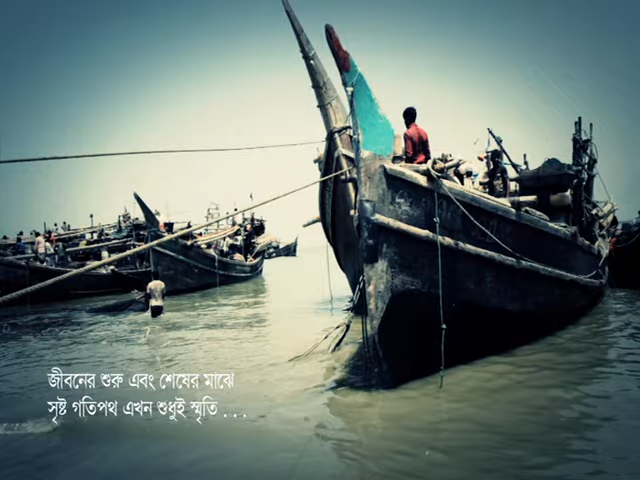 জীবনের শুরু এবং শেষের মাঝে
সৃষ্ট গতিপথ এখন শুধুই স্মৃতি . . .